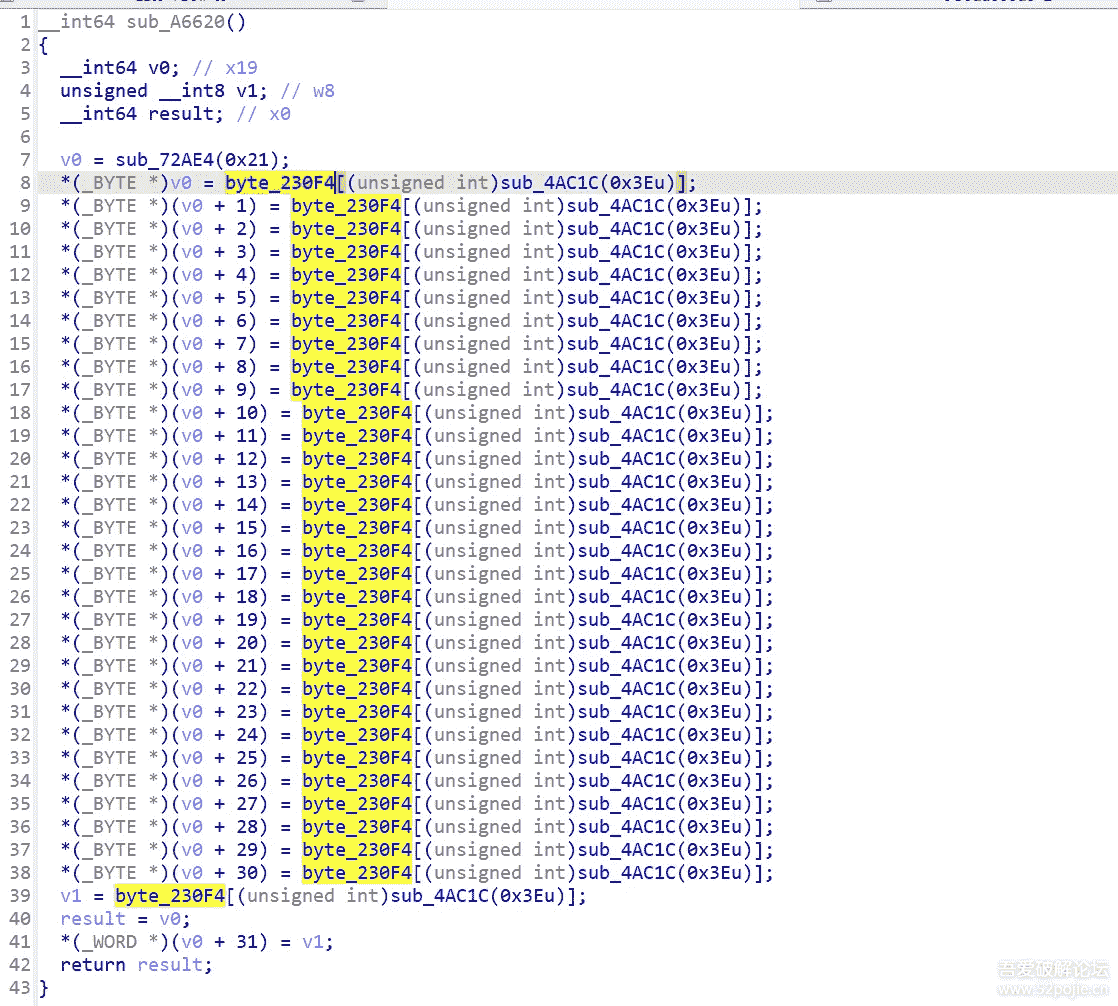 1 __int64 sub_A6620()
2 {
3 __int64 v0; // x19
4 unsigned __int8 v1; // w8
5 __int64 result; // x0
6
7 v0 = sub_72AE4(0x21);
8 *(_BYTE *)v0 = byte_230F4[(unsigned int)sub_4AC1C(0x3Eu)];
9 *(_BYTE *)(v0 + 1) = byte_230F4[(unsigned int)sub_4AC1C(0x3Eu)];
10 *(_BYTE *)(v0 + 2) = byte_230F4[(unsigned int)sub_4AC1C(0x3Eu)];
11 *(_BYTE *)(v0 + 3) = byte_230F4[(unsigned int)sub_4AC1C(0x3Eu)];
12 *(_BYTE *)(v0 + 4) = byte_230F4[(unsigned int)sub_4AC1C(0x3Eu)];
13 *(_BYTE *)(v0 + 5) = byte_230F4[(unsigned int)sub_4AC1C(0x3Eu)];
14 *(_BYTE *)(v0 + 6) = byte_230F4[(unsigned int)sub_4AC1C(0x3Eu)];
15 *(_BYTE *)(v0 + 7) = byte_230F4[(unsigned int)sub_4AC1C(0x3Eu)];
16 *(_BYTE *)(v0 + 8) = byte_230F4[(unsigned int)sub_4AC1C(0x3Eu)];
17 *(_BYTE *)(v0 + 9) = byte_230F4[(unsigned int)sub_4AC1C(0x3Eu)];
18 *(_BYTE *)(v0 + 10) = byte_230F4[(unsigned int)sub_4AC1C(0x3Eu)];
19 *(_BYTE *)(v0 + 11) = byte_230F4[(unsigned int)sub_4AC1C(0x3Eu)];
20 *(_BYTE *)(v0 + 12) = byte_230F4[(unsigned int)sub_4AC1C(0x3Eu)];
21 *(_BYTE *)(v0 + 13) = byte_230F4[(unsigned int)sub_4AC1C(0x3Eu)];
22 *(_BYTE *)(v0 + 14) = byte_230F4[(unsigned int)sub_4AC1C(0x3Eu)];
23 *(_BYTE *)(v0 + 15) = byte_230F4[(unsigned int)sub_4AC1C(0x3Eu)];
24 *(_BYTE *)(v0 + 16) = byte_230F4[(unsigned int)sub_4AC1C(0x3Eu)];
25 *(_BYTE *)(v0 + 17) = byte_230F4[(unsigned int)sub_4AC1C(0x3Eu)];
26 *(_BYTE *)(v0 + 18) = byte_230F4[(unsigned int)sub_4AC1C(0x3Eu)];
27 *(_BYTE *)(v0 + 19) = byte_230F4[(unsigned int)sub_4AC1C(0x3Eu)];
28 *(_BYTE *)(v0 + 20) = byte_230F4[(unsigned int)sub_4AC1C(0x3Eu)];
29 *(_BYTE *)(v0 + 21) = byte_230F4[(unsigned int)sub_4AC1C(0x3Eu)];
30 *(_BYTE *)(v0 + 22) = byte_230F4[(unsigned int)sub_4AC1C(0x3Eu)];
31 *(_BYTE *)(v0 + 23) = byte_230F4[(unsigned int)sub_4AC1C(0x3Eu)];
32 *(_BYTE *)(v0 + 24) = byte_230F4[(unsigned int)sub_4AC1C(0x3Eu)];
33 *(_BYTE *)(v0 + 25) = byte_230F4[(unsigned int)sub_4AC1C(0x3Eu)];
34 *(_BYTE *)(v0 + 26) = byte_230F4[(unsigned int)sub_4AC1C(0x3Eu)];
35 *(_BYTE *)(v0 + 27) = byte_230F4[(unsigned int)sub_4AC1C(0x3Eu)];
36 *(_BYTE *)(v0 + 28) = byte_230F4[(unsigned int)sub_4AC1C(0x3Eu)];
37 *(_BYTE *)(v0 + 29) = byte_230F4[(unsigned int)sub_4AC1C(0x3Eu)];
38 *(_BYTE *)(v0 + 30) = byte_230F4[(unsigned int)sub_4AC1C(0x3Eu)];
39 v1 = byte_230F4[(unsigned int)sub_4AC1C(0x3Eu)];
40 result = v0;
41 *(_WORD *)(v0 + 31) = v1;
42 return result;
43 }
吾爱破解论坛
www.52pojie.cn